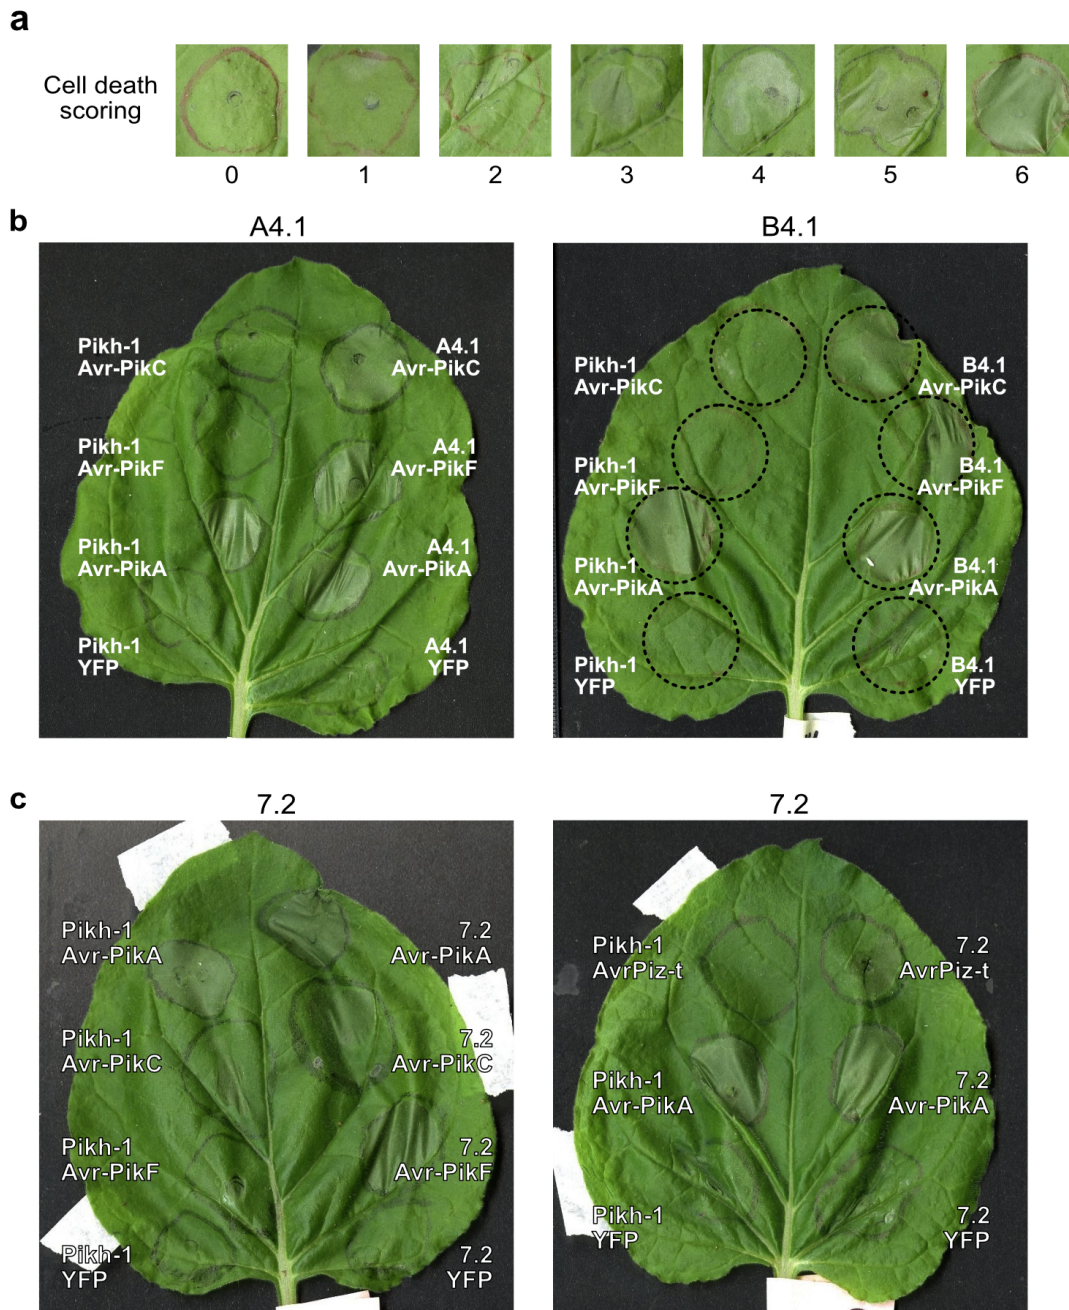 a
Cell death
scoring
0
1
2
3
4
5
6
b
A4.1
B4.1
Pikh-1
Avr-PikC
A4.1
Avr-PikC
Pikh-1
Avr-PikF
A4.1
Avr-PikF
Pikh-1
Avr-PikA
A4.1
Avr-PikA
Pikh-1
YFP
A4.1
YFP
Pikh-1
Avr-PikC
B4.1
Avr-PikC
Pikh-1
Avr-PikF
B4.1
Avr-PikF
Pikh-1
Avr-PikA
B4.1
Avr-PikA
Pikh-1
YFP
B4.1
YFP
c
7.2
7.2
Pikh-1
Avr-PikA
7.2
Avr-PikA
Pikh-1
Avr-PikC
7.2
Avr-PikC
Pikh-1
Avr-PikF
7.2
Avr-PikF
Pikh-1
YFP
7.2
YFP
Pikh-1
AvrPiz-t
7.2
AvrPiz-t
Pikh-1
Avr-PikA
7.2
Avr-PikA
Pikh-1
YFP
7.2
YFP